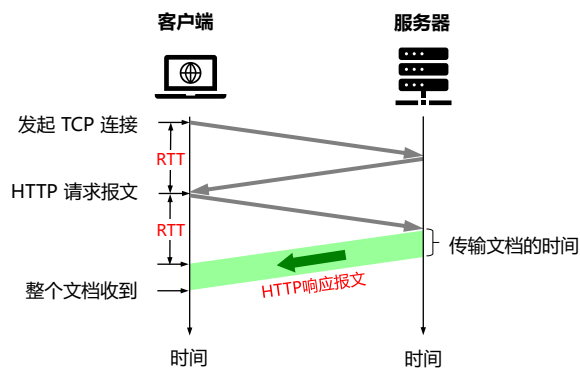 客户端
服务器
发起 TCP 连接
RTT
HTTP 请求报文
RTT
传输文档的时间
HTTP响应报文
整个文档收到
时间
时间